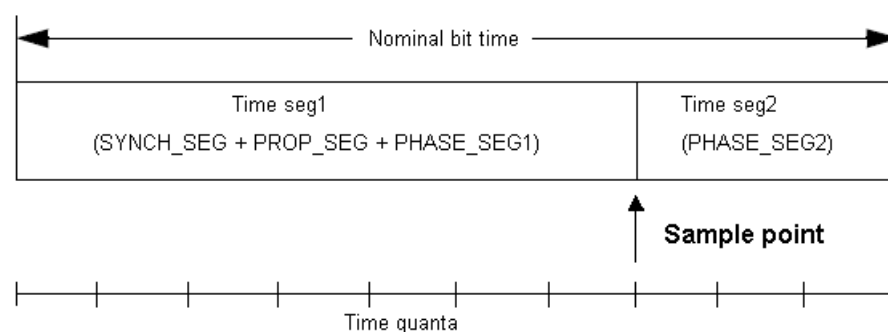 Nominal bit time
Time seg1
(SYNCH_SEG + PROP_SEG + PHASE_SEG1)
Time seg2
(PHASE_SEG2)
Sample point
Time quanta